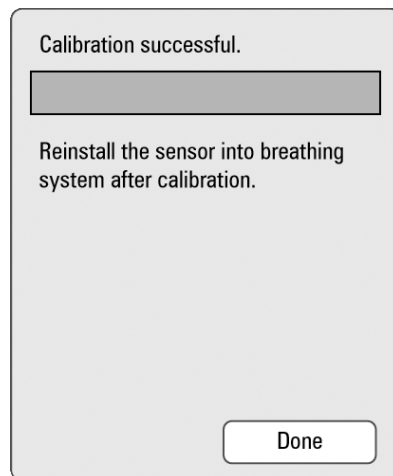 Calibration successful.
Reinstall the sensor into breathing
system after calibration.
Done